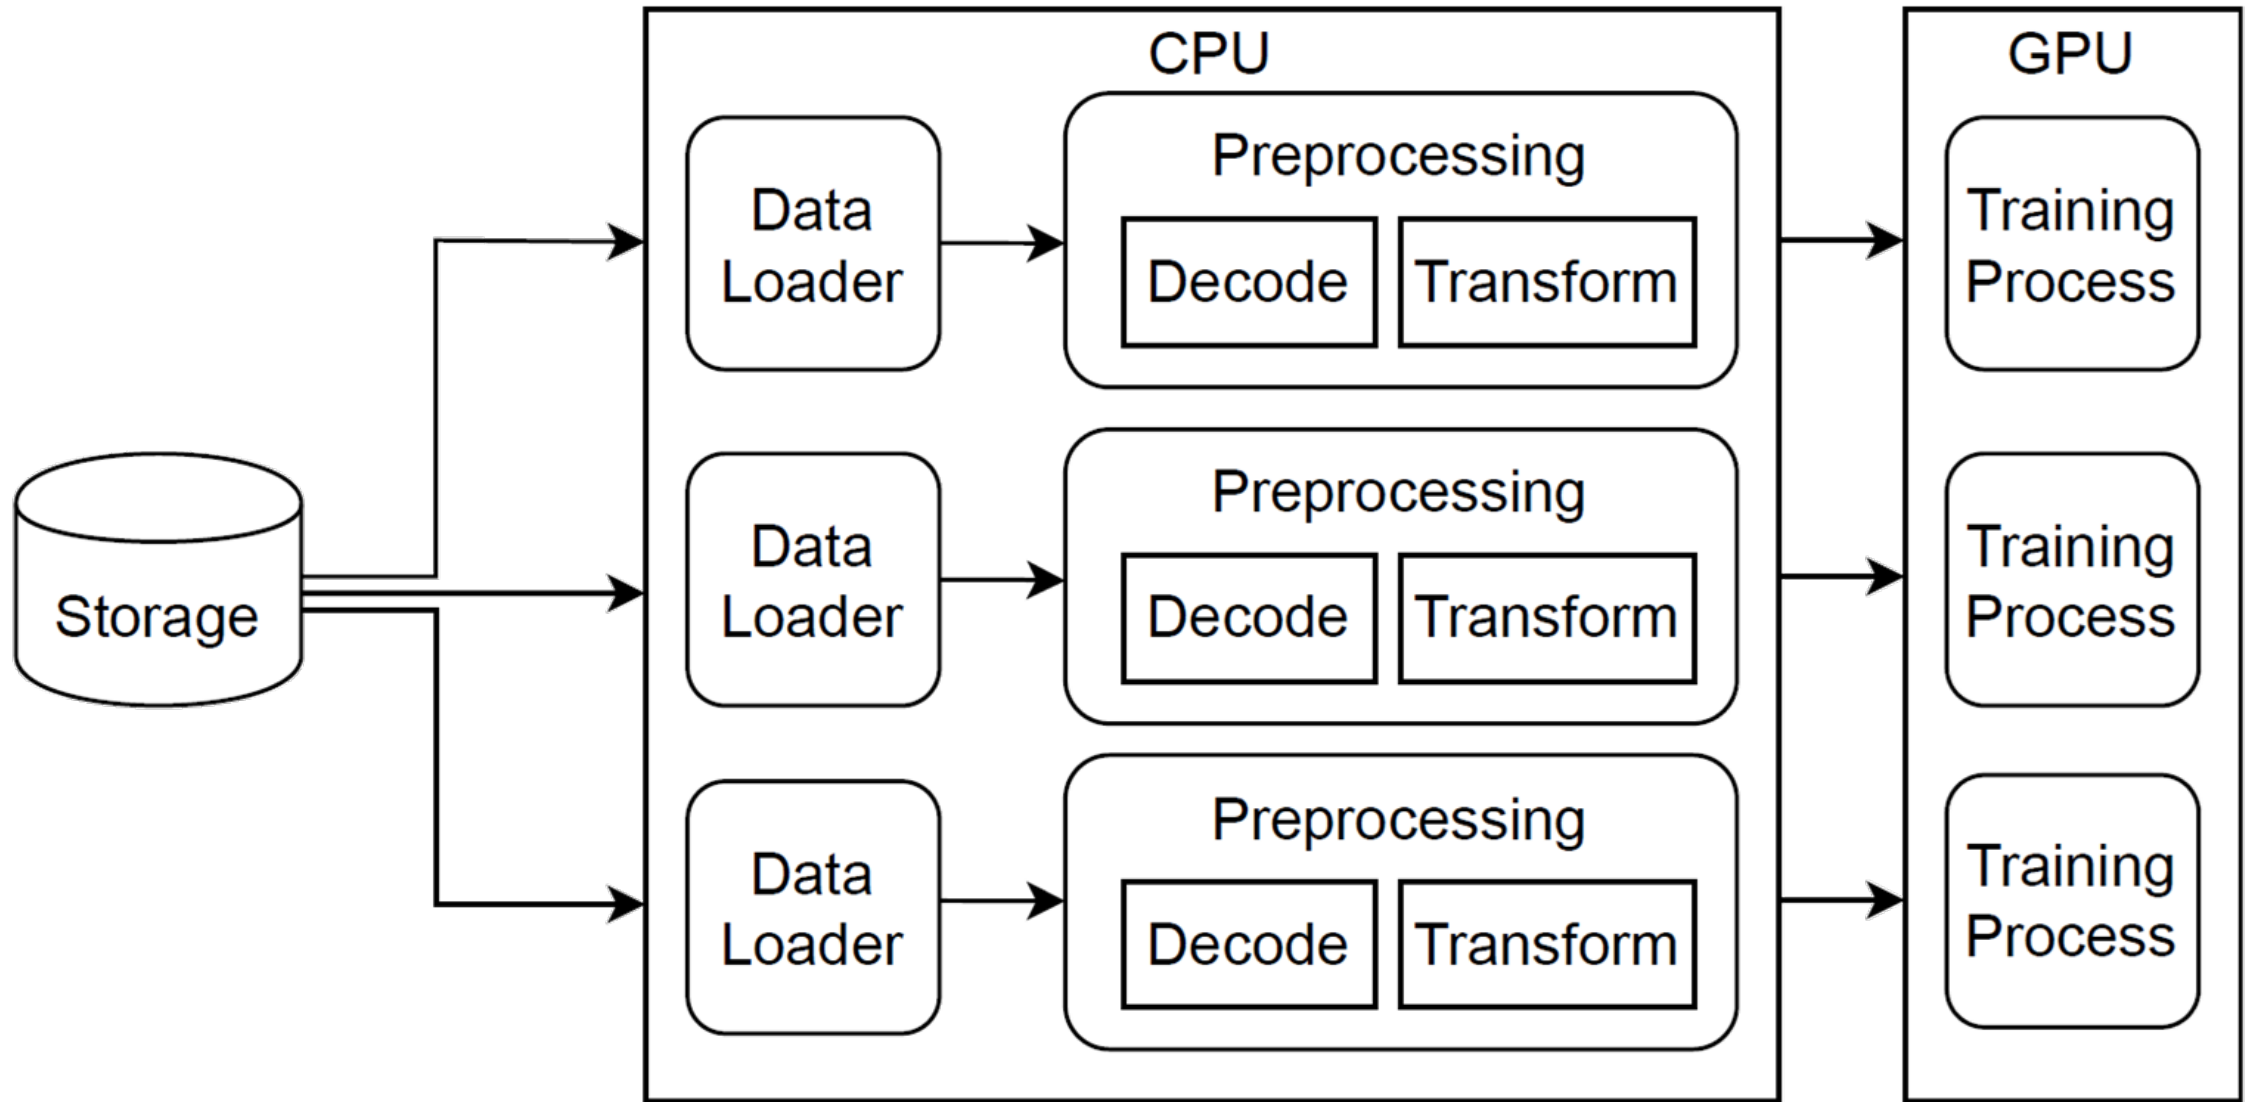 CPU
GPU
Preprocessing
Data
Loader
Decode
Transform
Training
Process
Preprocessing
Data
Loader
Decode
Transform
Training
Process
Storage
Preprocessing
Data
Loader
Decode
Transform
Training
Process